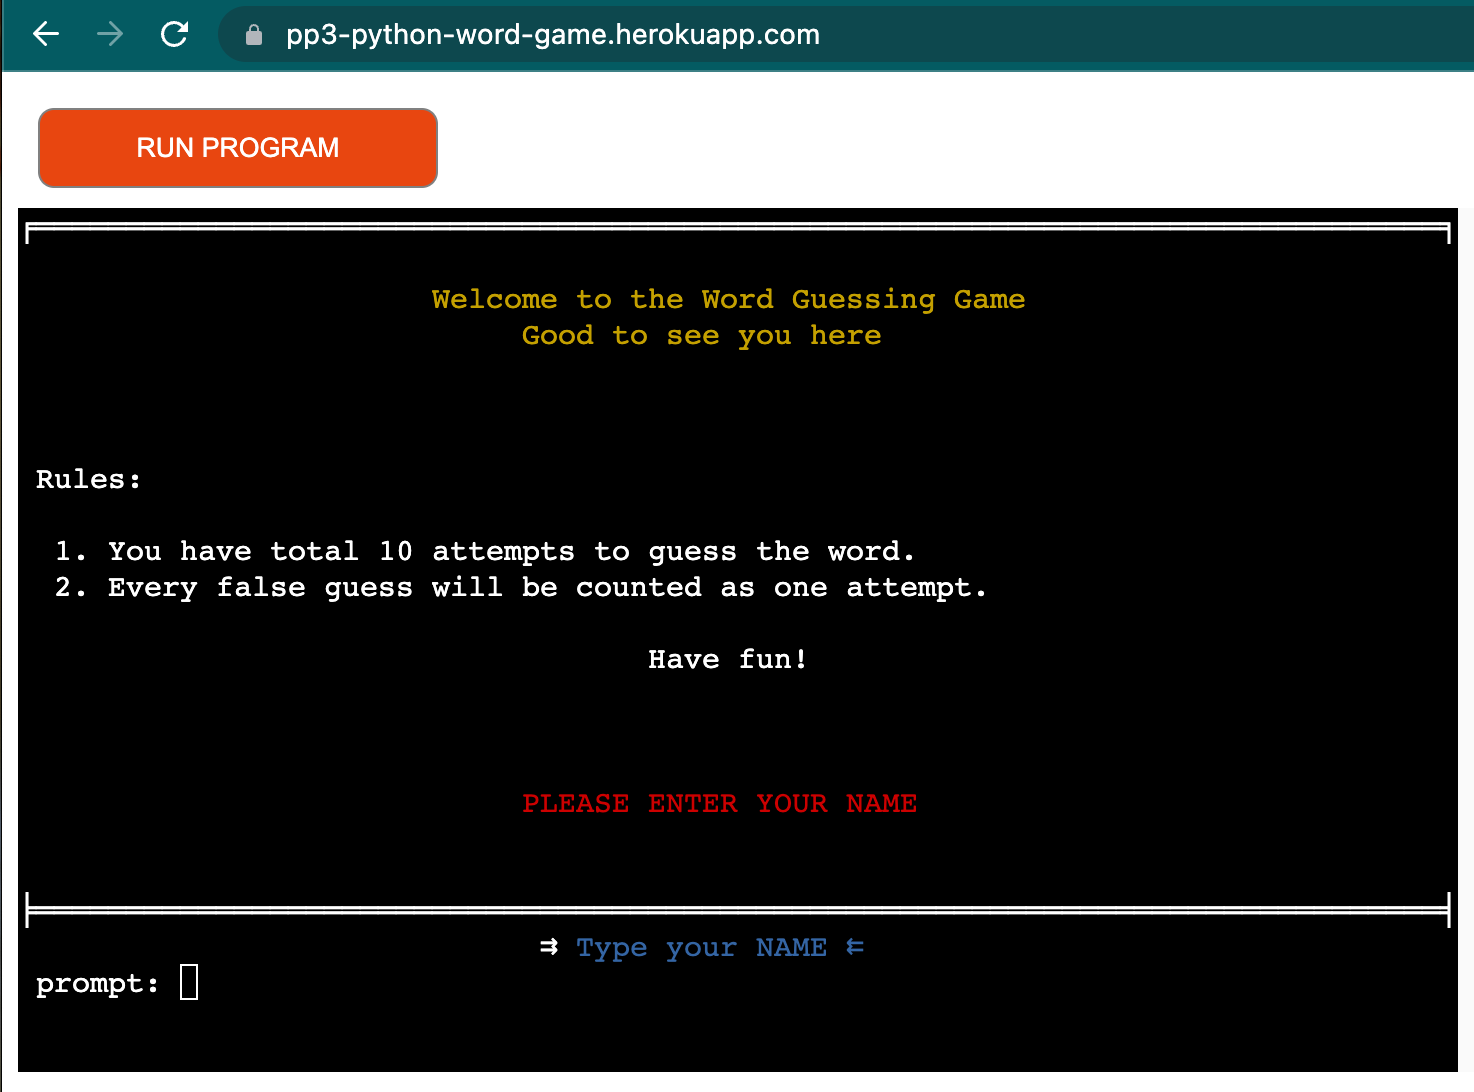 pp3-python-word-game.herokuapp.com
RUN PROGRAM
Welcome to the Word Guessing Game
Good to see you here
Rules:
1. You have total 10 attempts to guess the word.
2. Every false guess will be counted as one attempt.
Have fun!
PLEASE ENTER YOUR NAME
⇉ Type your NAME ⇇
prompt: